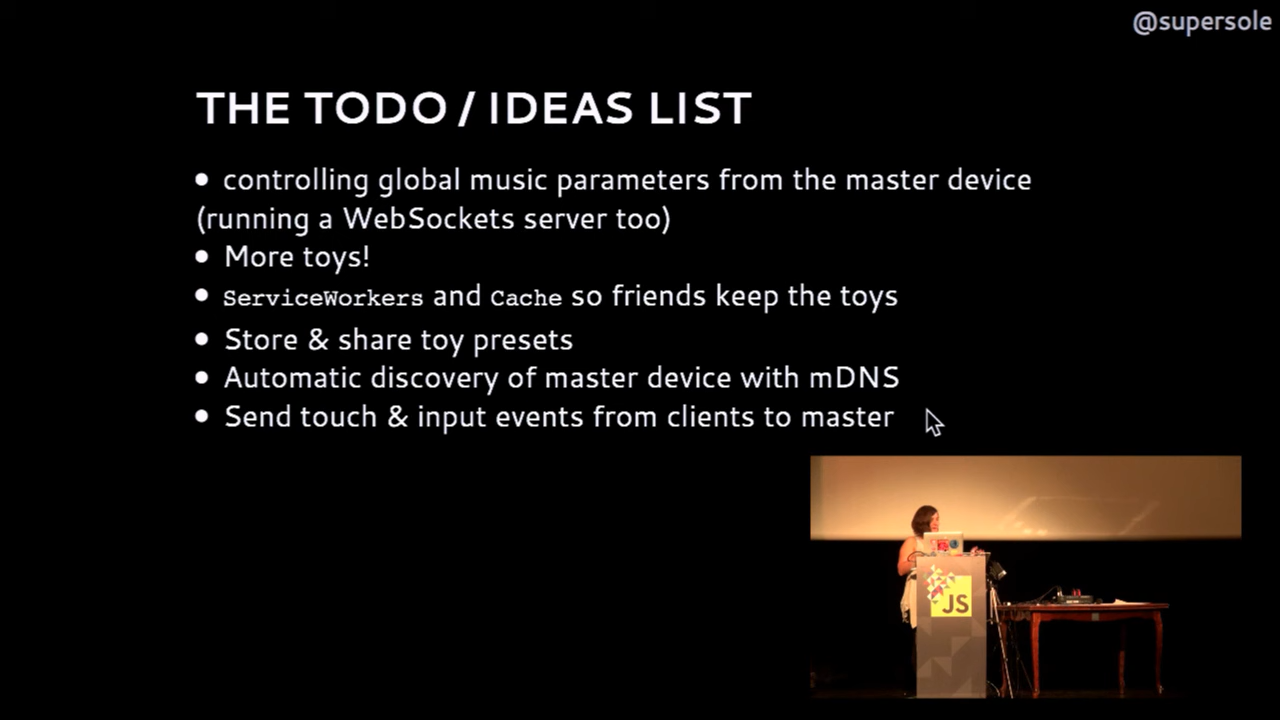 @supersole
THE TODO / IDEAS LIST
• controlling global music parameters from the master device
(running a WebSockets server too)
• More toys!
• ServiceWorkers and Cache so friends keep the toys
• Store & share toy presets
• Automatic discovery of master device with mDNS
• Send touch & input events from clients to master
JS